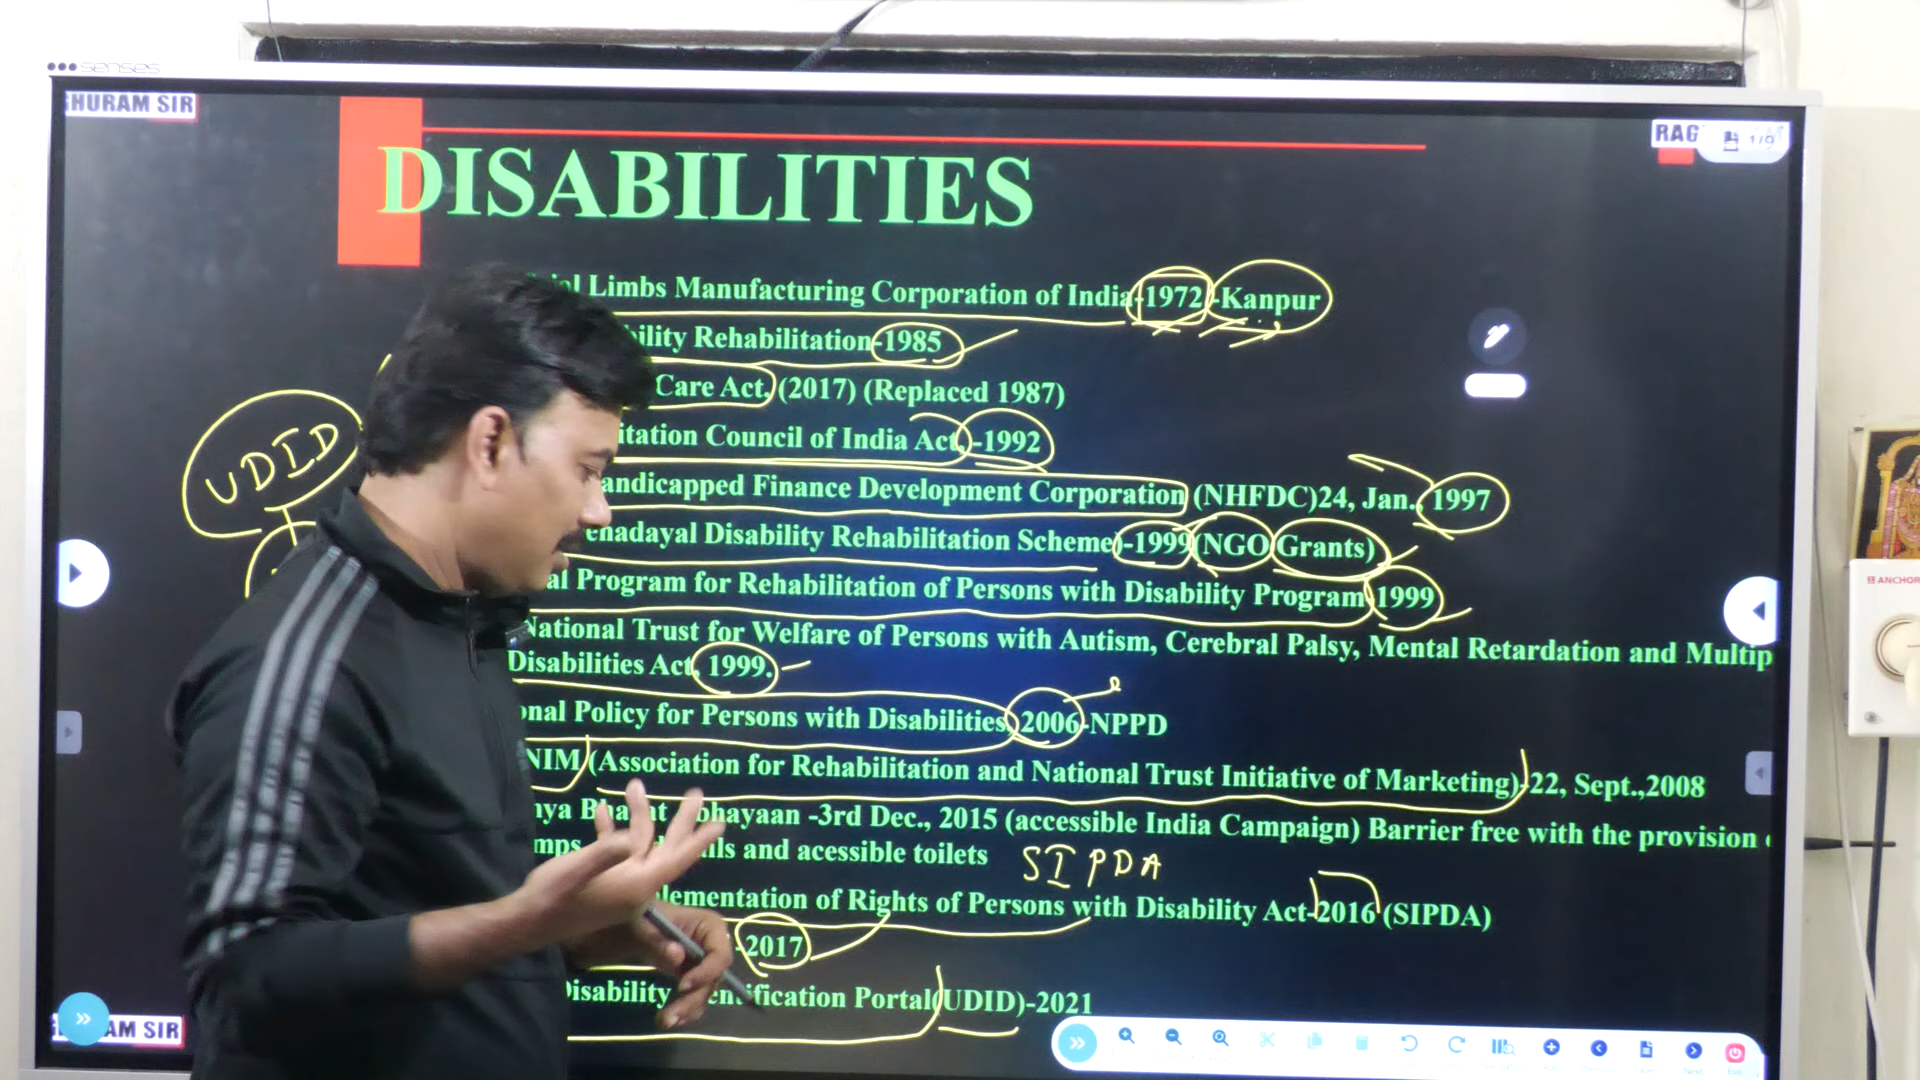 senses
HURAM SIR
RAG
1/9
DISABILITIES
Limbs Manufacturing Corporation of India-1972-Kanpur
Rehabilitation-1985
Care Act, (2017) (Replaced 1987)
itation Council of India Act,-1992
andicapped Finance Development Corporation (NHFDC)24, Jan., 1997
UDID
enadayal Disability Rehabilitation Scheme)-1999(NGO Grants)
al Program for Rehabilitation of Persons with Disability Program 1999
National Trust for Welfare of Persons with Autism, Cerebral Palsy, Mental Retardation and Multip
Disabilities Act, 1999.
onal Policy for Persons with Disabilities, 2006-NPPD
NIM (Association for Rehabilitation and National Trust Initiative of Marketing)-22, Sept.,2008
-3rd Dec., 2015 (accessible India Campaign) Barrier free with the provision
and acessible toilets
SIPDA
lementation of Rights of Persons with Disability Act-2016 (SIPDA)
-2017
Disability Portal(UDID)-2021
AM SIR
ANCHOR